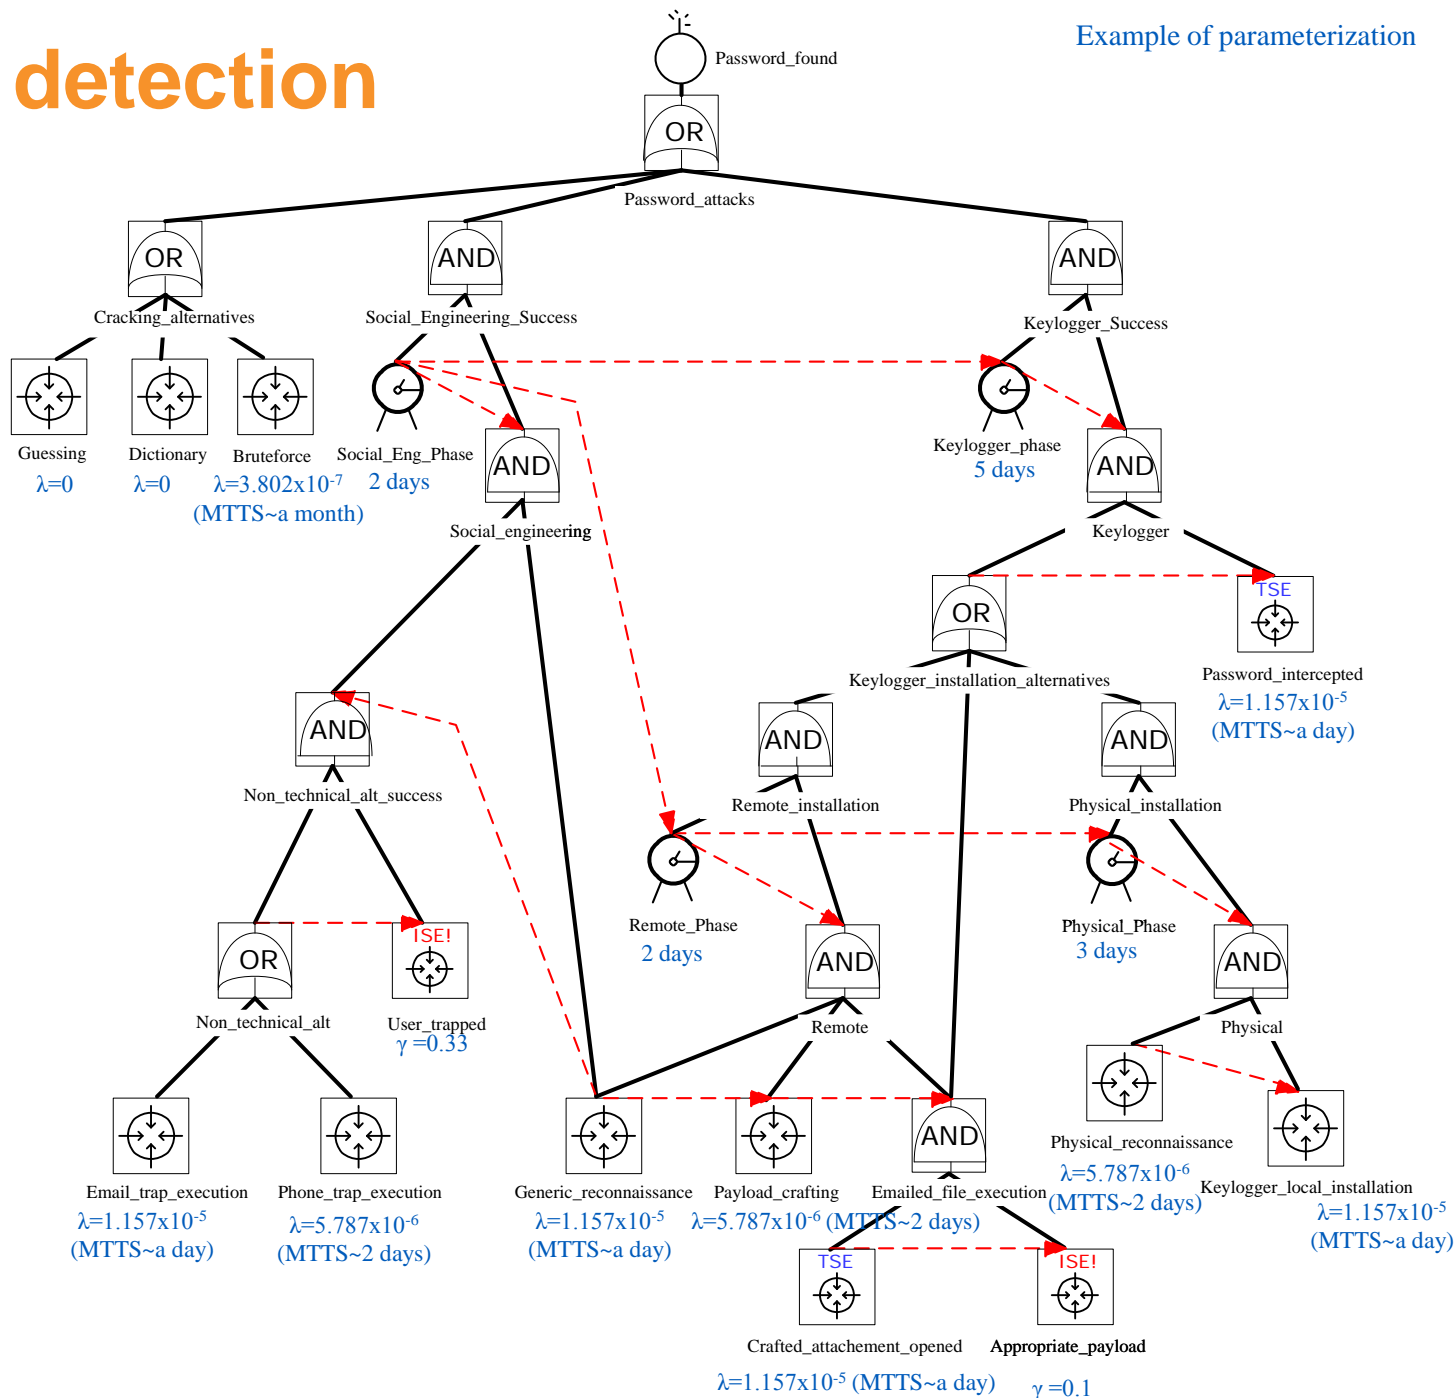 Example of parameterization
detection
Password_found
OR
Password_attacks
OR
AND
AND
Cracking_alternatives
Social_Engineering_Success
Keylogger_Success
Guessing
Dictionary
Bruteforce
Social_Eng_Phase
AND
Keylogger_phase
AND
λ=0
λ=0
λ=3.802x10⁻⁷
(MTTS~a month)
2 days
5 days
Social_engineering
Keylogger
OR
TSE
Keylogger_installation_alternatives
Password_intercepted
λ=1.157x10⁻⁵
(MTTS~a day)
AND
AND
AND
Non_technical_alt_success
Remote_installation
Physical_installation
OR
ISE!
Remote_Phase
2 days
AND
Physical_Phase
3 days
AND
Non_technical_alt
User_trapped
γ =0.33
Remote
Physical
AND
Email_trap_execution
λ=1.157x10⁻⁵
(MTTS~a day)
Phone_trap_execution
λ=5.787x10⁻⁶
(MTTS~2 days)
Generic_reconnaissance
λ=1.157x10⁻⁵
(MTTS~a day)
Payload_crafting
λ=5.787x10⁻⁶ (MTTS~2 days)
Emailed_file_execution
Physical_reconnaissance
λ=5.787x10⁻⁶
(MTTS~2 days)
Keylogger_local_installation
λ=1.157x10⁻⁵
(MTTS~a day)
TSE
ISE!
Crafted_attachement_opened
Appropriate_payload
λ=1.157x10⁻⁵ (MTTS~a day)
γ =0.1